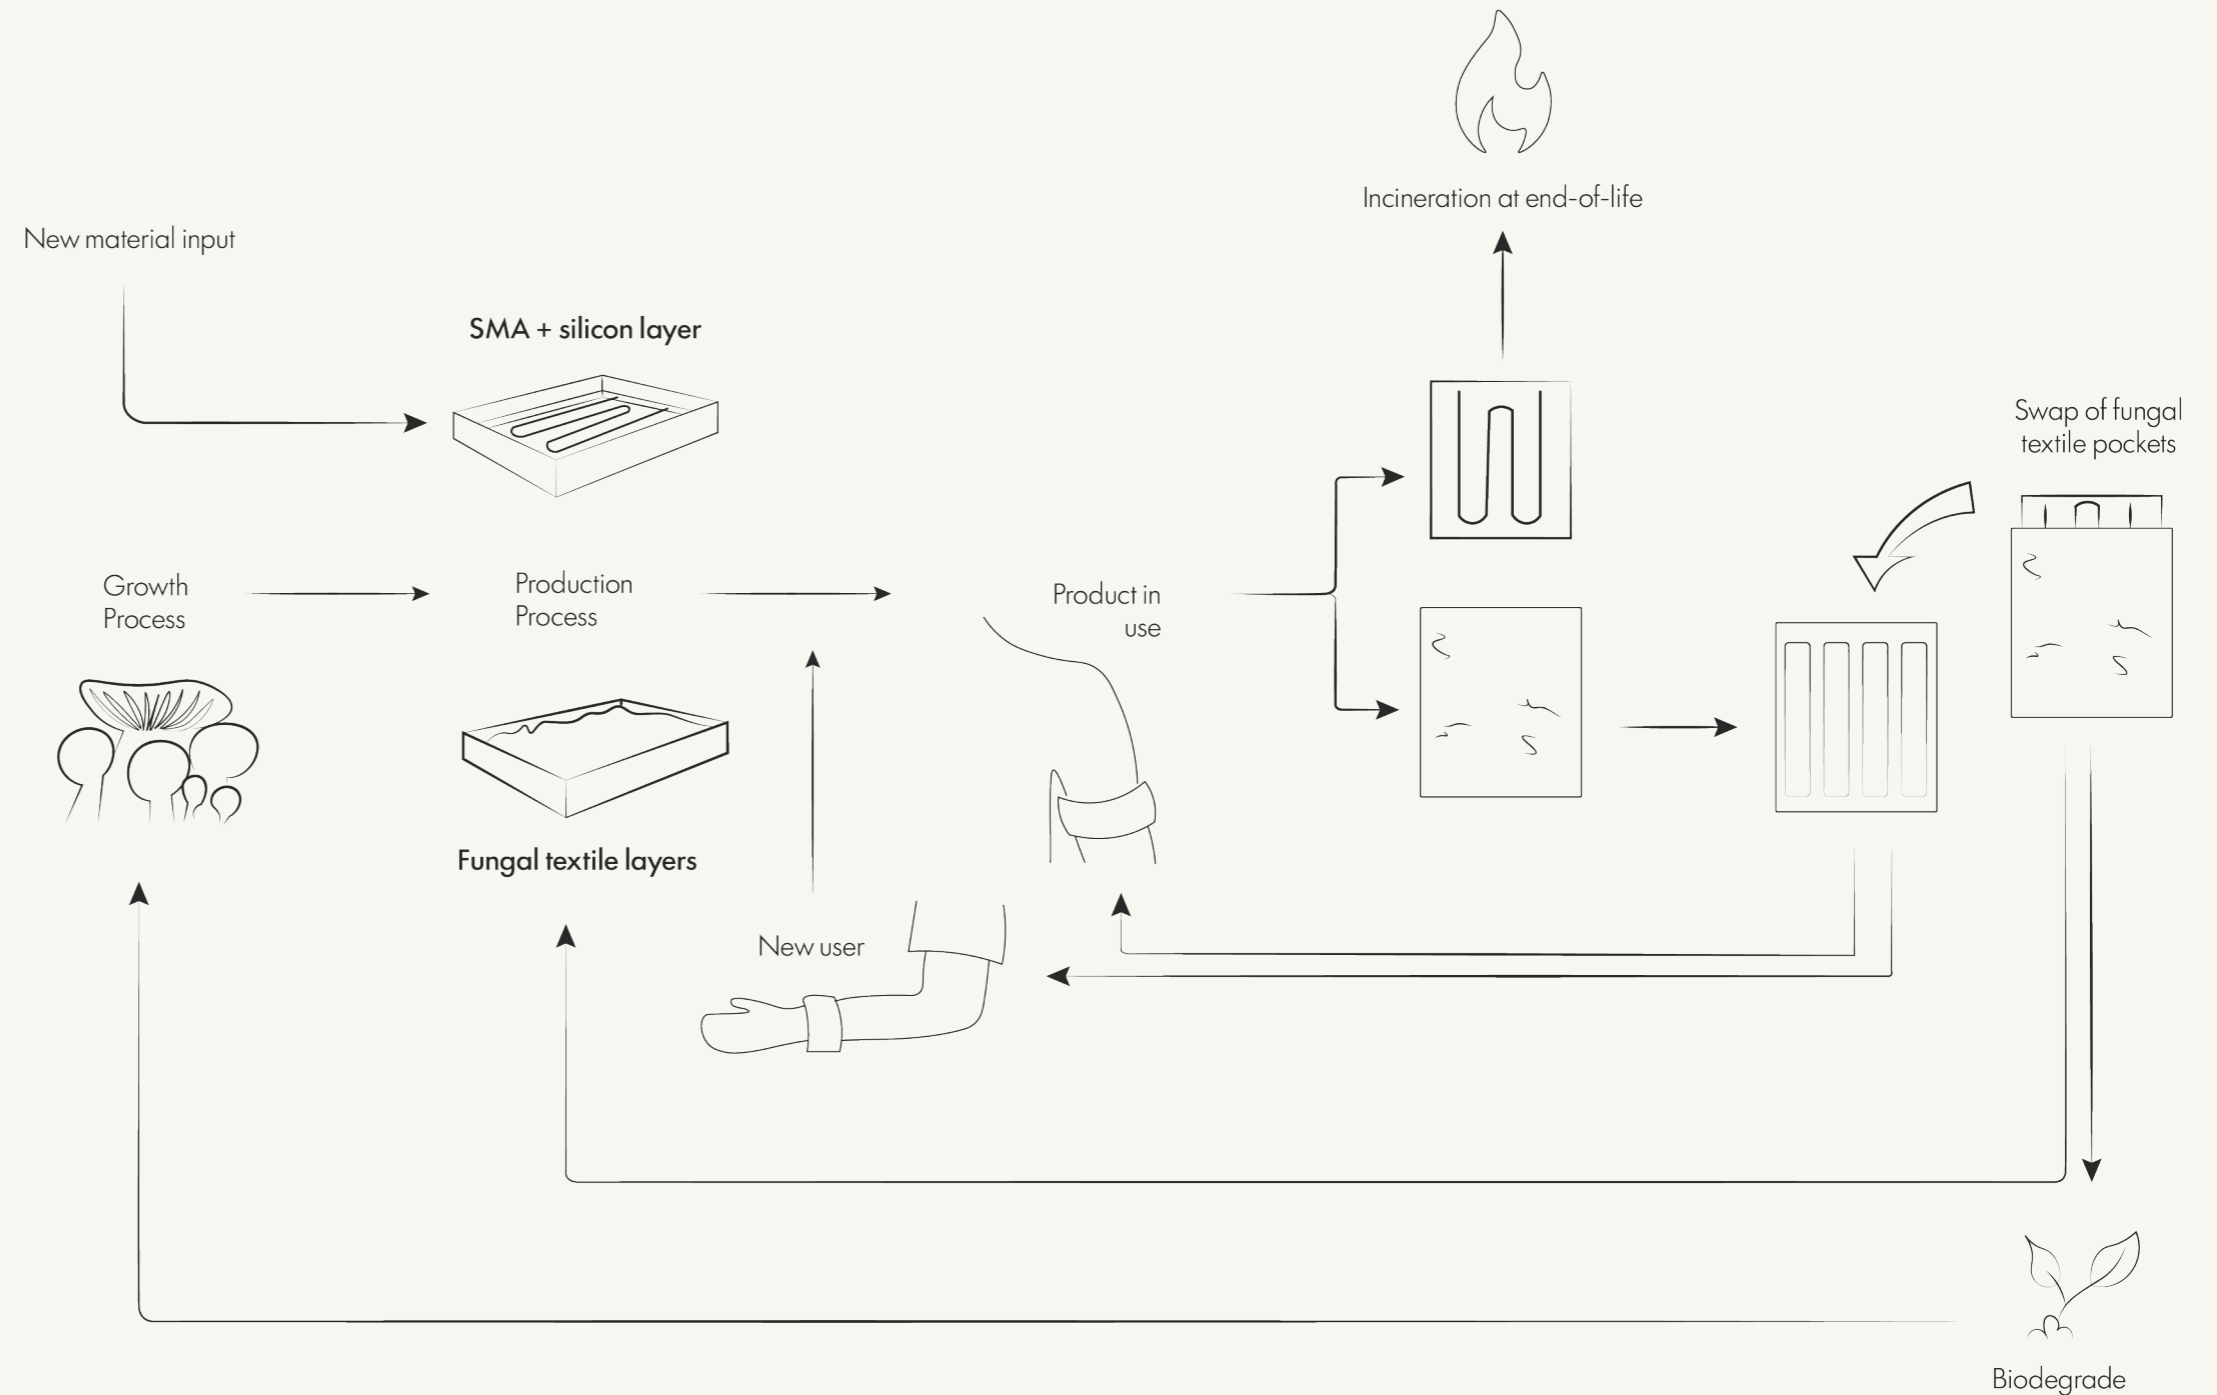 Incineration at end-of-life
New material input
SMA + silicon layer
Swap of fungal
textile pockets
Growth
Process
Production
Process
Product in
use
Fungal textile layers
New user
Biodegrade